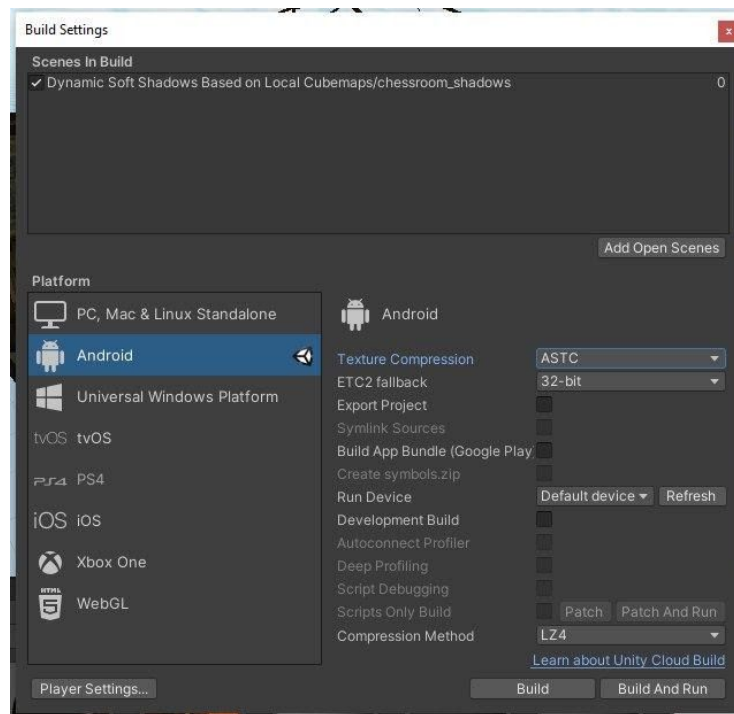 Build Settings
x
Scenes In Build
Dynamic Soft Shadows Based on Local Cubemaps/chessroom_shadows 0
Add Open Scenes
Platform
PC, Mac & Linux Standalone
Android
Universal Windows Platform
tvOS tvOS
PS4 PS4
iOS iOS
Xbox One
HTML 5 WebGL
Android
Texture Compression ASTC
ETC2 fallback 32-bit
Export Project
Symlink Sources
Build App Bundle (Google Play
Create symbols.zip
Run Device Default device Refresh
Development Build
Autoconnect Profiler
Deep Profiling
Script Debugging
Scripts Only Build Patch Patch And Run
Compression Method LZ4
Learn about Unity Cloud Build
Player Settings... Build Build And Run